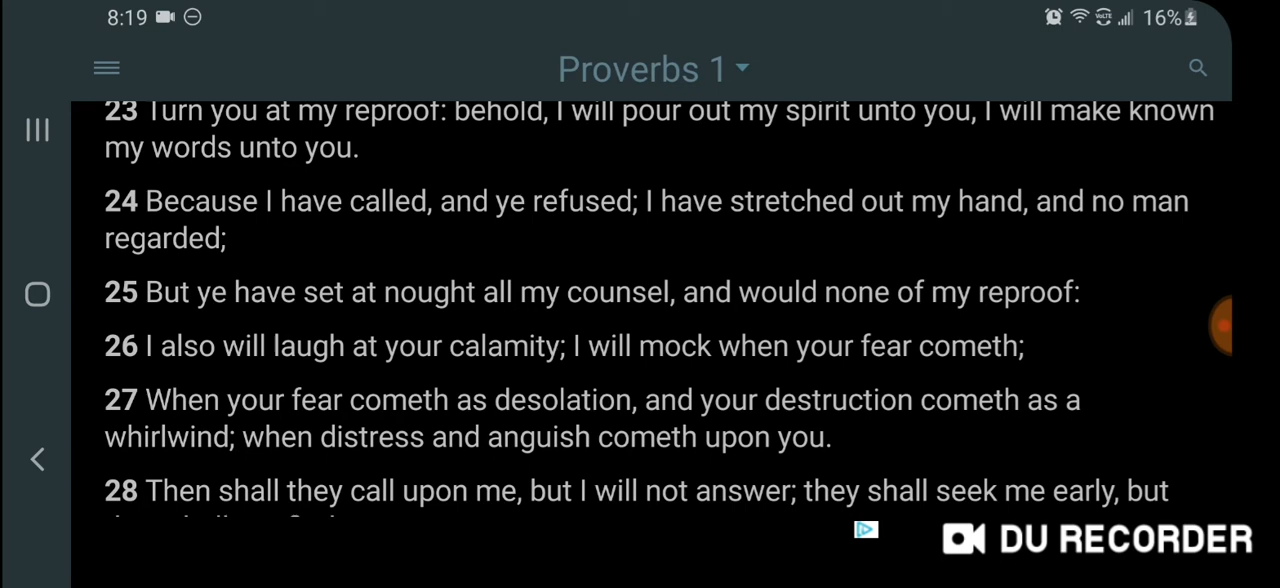 8:19 16%
Proverbs 1
23 Turn you at my reproof: behold, I will pour out my spirit unto you, I will make known
my words unto you.
24 Because I have called, and ye refused; I have stretched out my hand, and no man
regarded;
25 But ye have set at nought all my counsel, and would none of my reproof:
26 I also will laugh at your calamity; I will mock when your fear cometh;
27 When your fear cometh as desolation, and your destruction cometh as a
whirlwind; when distress and anguish cometh upon you.
28 Then shall they call upon me, but I will not answer; they shall seek me early, but
DU RECORDER